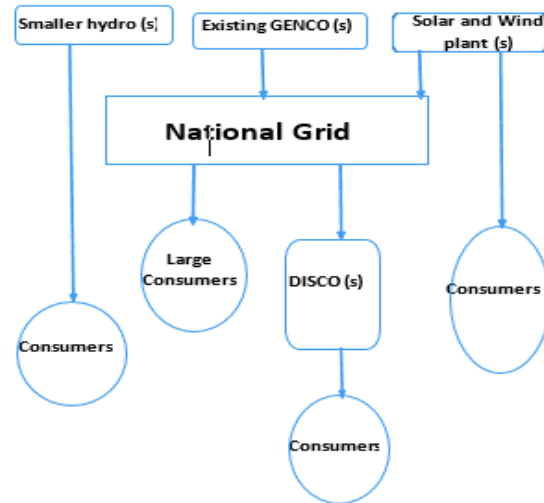 Smaller hydro (s)
Existing GENCO (s)
Solar and Wind
plant (s)
National Grid
Large
Consumers
DISCO (s)
Consumers
Consumers
Consumers